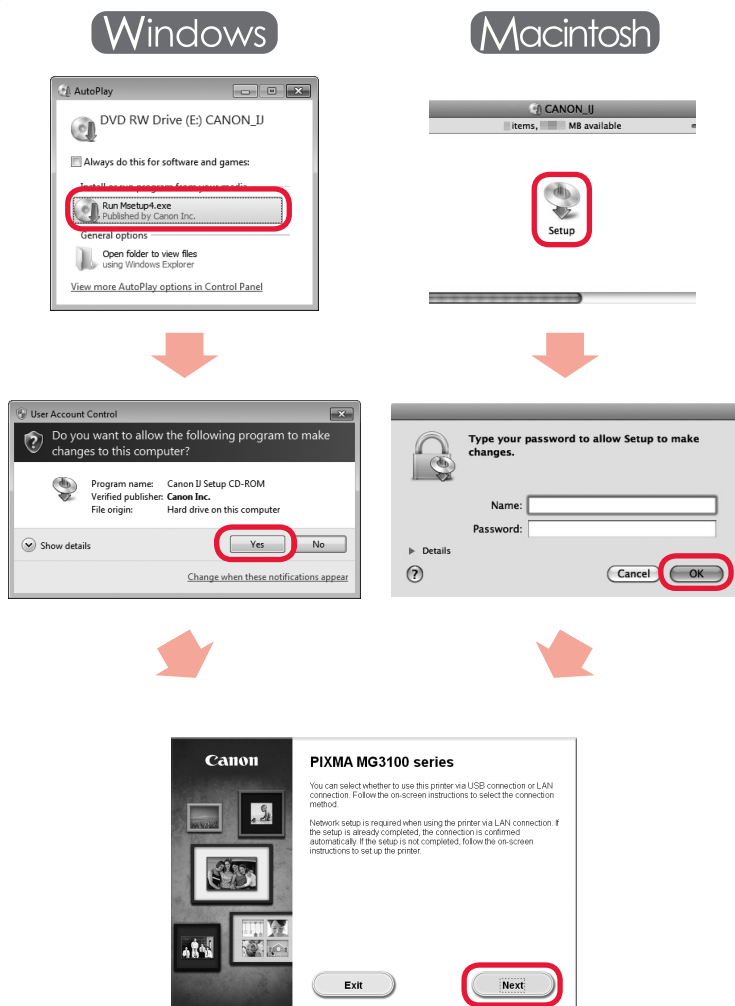 Windows
AutoPlay
DVD RW Drive (E:) CANON_IJ
Always do this for software and games:
Install or run program from your media
Run Msetup4.exe
Published by Canon Inc.
General options
Open folder to view files
using Windows Explorer
View more AutoPlay options in Control Panel
Macintosh
CANON_IJ
items, MB available
Setup
User Account Control
Do you want to allow the following program to make
changes to this computer?
Program name: Canon IJ Setup CD-ROM
Verified publisher: Canon Inc.
File origin: Hard drive on this computer
Show details
Yes
No
Change when these notifications appear
Type your password to allow Setup to make
changes.
Name:
Password:
Details
?
Cancel
OK
Canon
PIXMA MG3100 series
You can select whether to use this printer via USB connection or LAN
connection. Follow the on-screen instructions to select the connection
method.
Network setup is required when using the printer via LAN connection. If
the setup is already completed, the connection is confirmed
automatically. If the setup is not completed, follow the on-screen
instructions to set up the printer.
Exit
Next